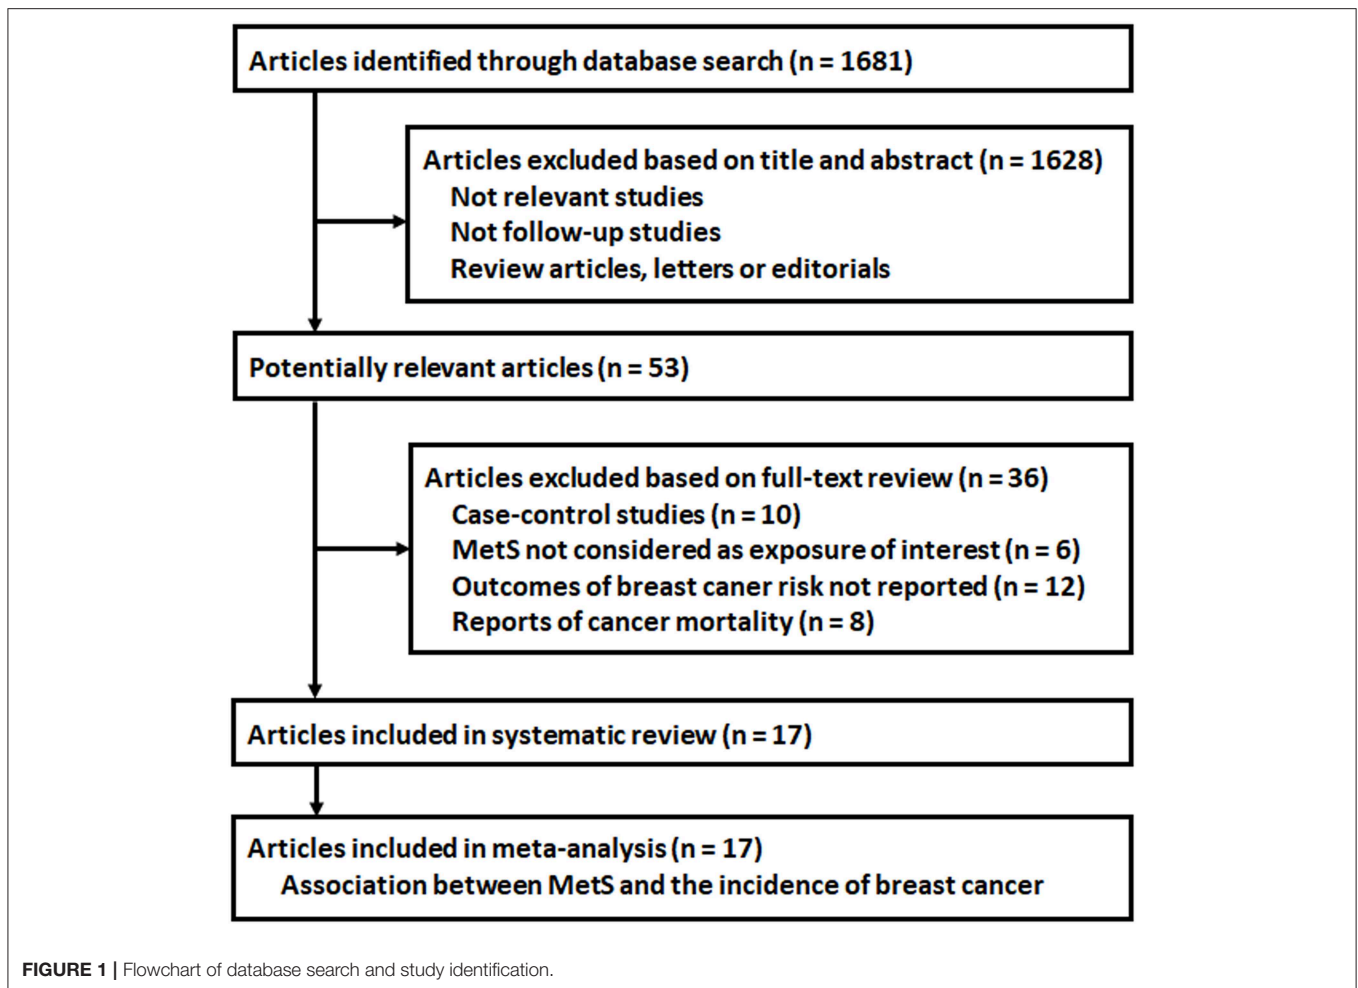 Articles identified through database search (n = 1681)
Articles excluded based on title and abstract (n = 1628)
Not relevant studies
Not follow-up studies
Review articles, letters or editorials
Potentially relevant articles (n = 53)
Articles excluded based on full-text review (n = 36)
Case-control studies (n = 10)
MetS not considered as exposure of interest (n = 6)
Outcomes of breast caner risk not reported (n = 12)
Reports of cancer mortality (n = 8)
Articles included in systematic review (n = 17)
Articles included in meta-analysis (n = 17)
Association between MetS and the incidence of breast cancer
FIGURE 1 | Flowchart of database search and study identification.